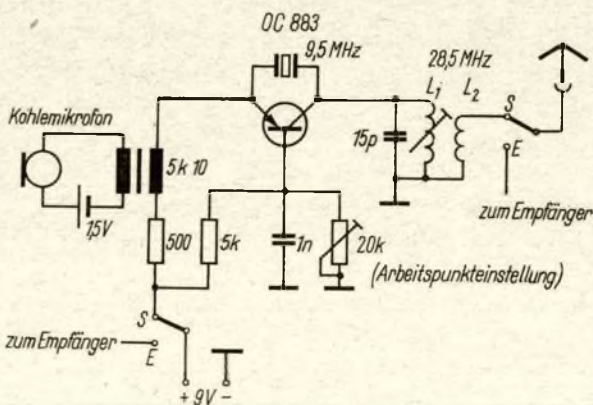 OC 883
9,5 MHz
28,5 MHz
L1 L2
S
E
zum Empfänger
Kohlemikrofon
1,5V
5k 10
500
5k
1n
20k
15p
(Arbeitspunkteinstellung)
S
zum Empfänger
E
+ 9V -